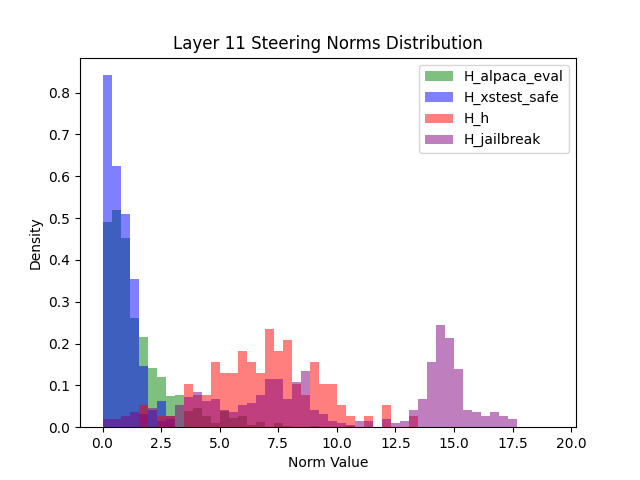 Layer 11 Steering Norms Distribution
H_alpaca_eval
H_xstest_safe
H_h
H_jailbreak
Density
0.8
0.7
0.6
0.5
0.4
0.3
0.2
0.1
0.0
0.0 2.5 5.0 7.5 10.0 12.5 15.0 17.5 20.0
Norm Value